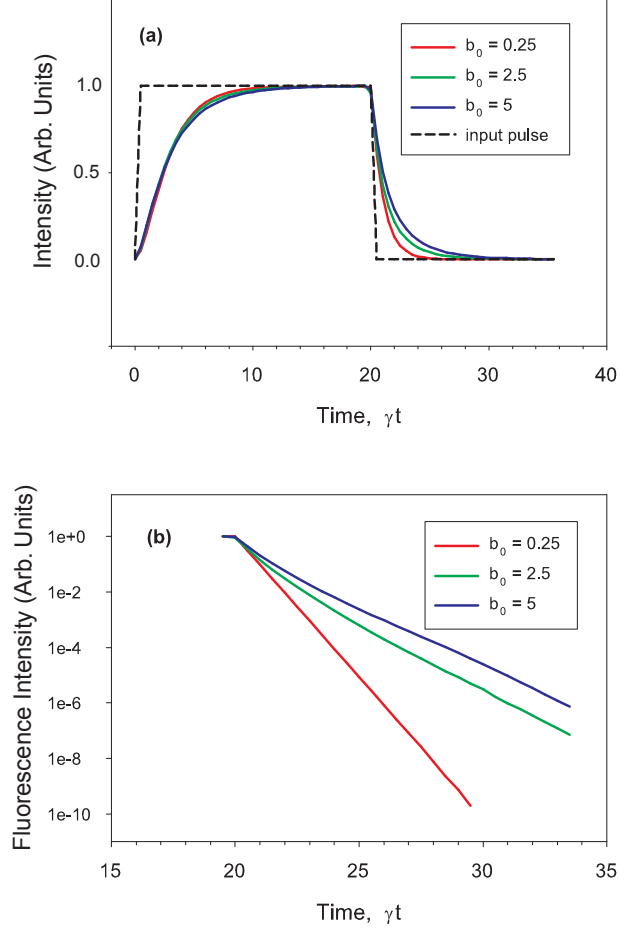 (a)
b₀ = 0.25
b₀ = 2.5
b₀ = 5
input pulse
Intensity (Arb. Units)
1.0
0.5
0.0
0 10 20 30 40
Time, γt
(b)
b₀ = 0.25
b₀ = 2.5
b₀ = 5
Fluorescence Intensity (Arb. Units)
1e+0
1e-2
1e-4
1e-6
1e-8
1e-10
15 20 25 30 35
Time, γt